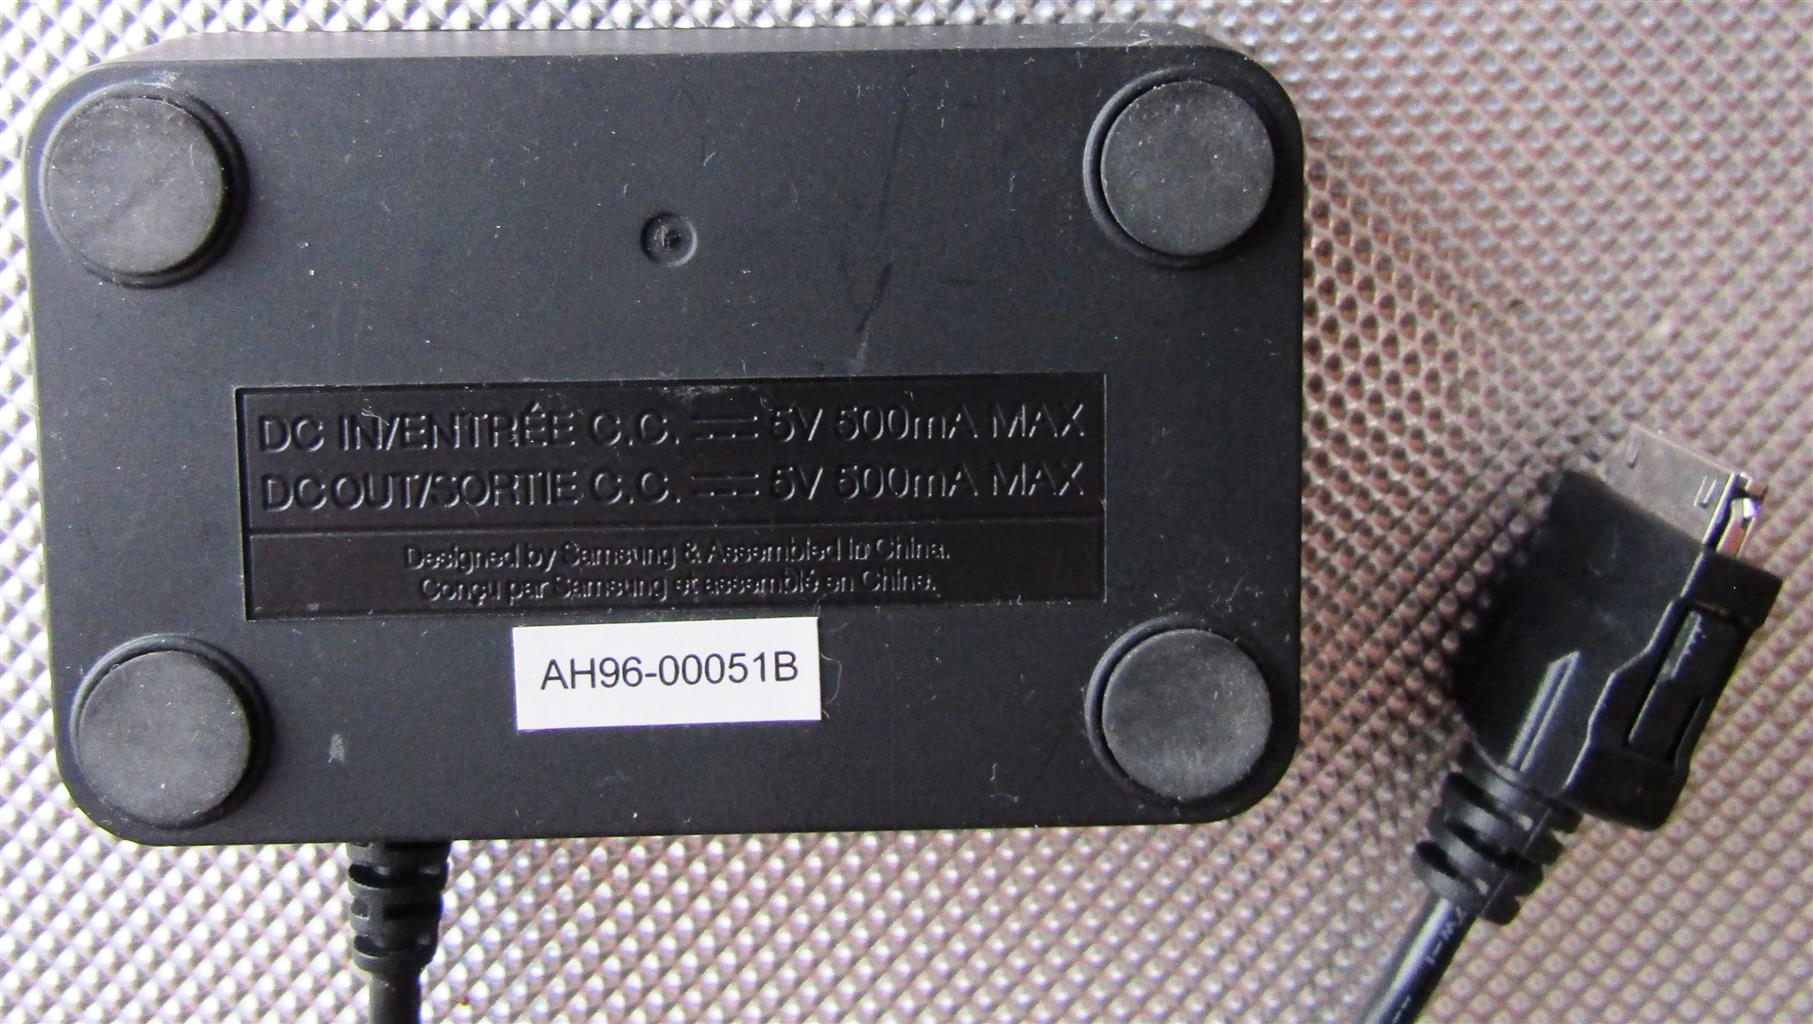 DC IN/ENTRÉE C.C. ⎓ 5V 500mA MAX
DC OUT/SORTIE C.C. ⎓ 5V 500mA MAX
Designed by Samsung & Assembled in China.
Conçu par Samsung et assemblé en Chine.
AH96-00051B